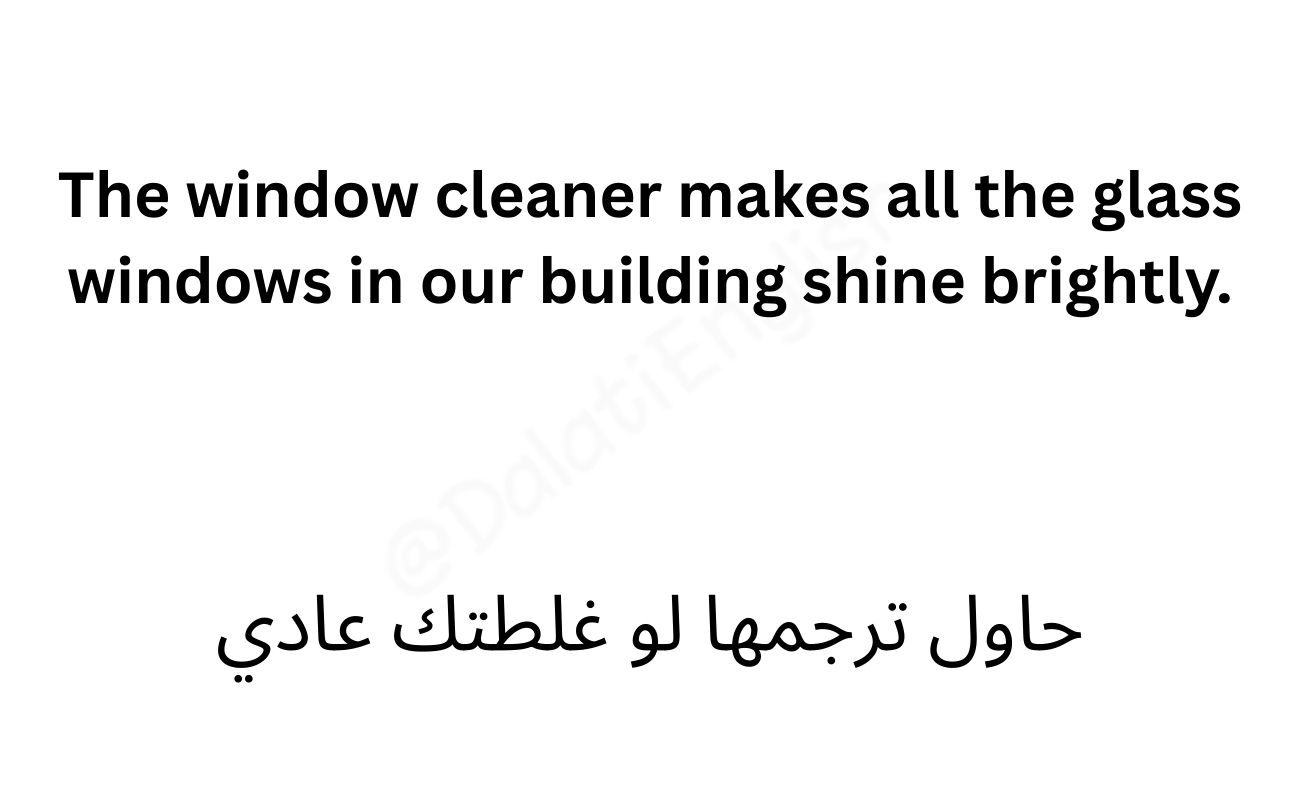 The window cleaner makes all the glass
windows in our building shine brightly.
@DalatiEnglish
حاول ترجمها لو غلطتك عادي